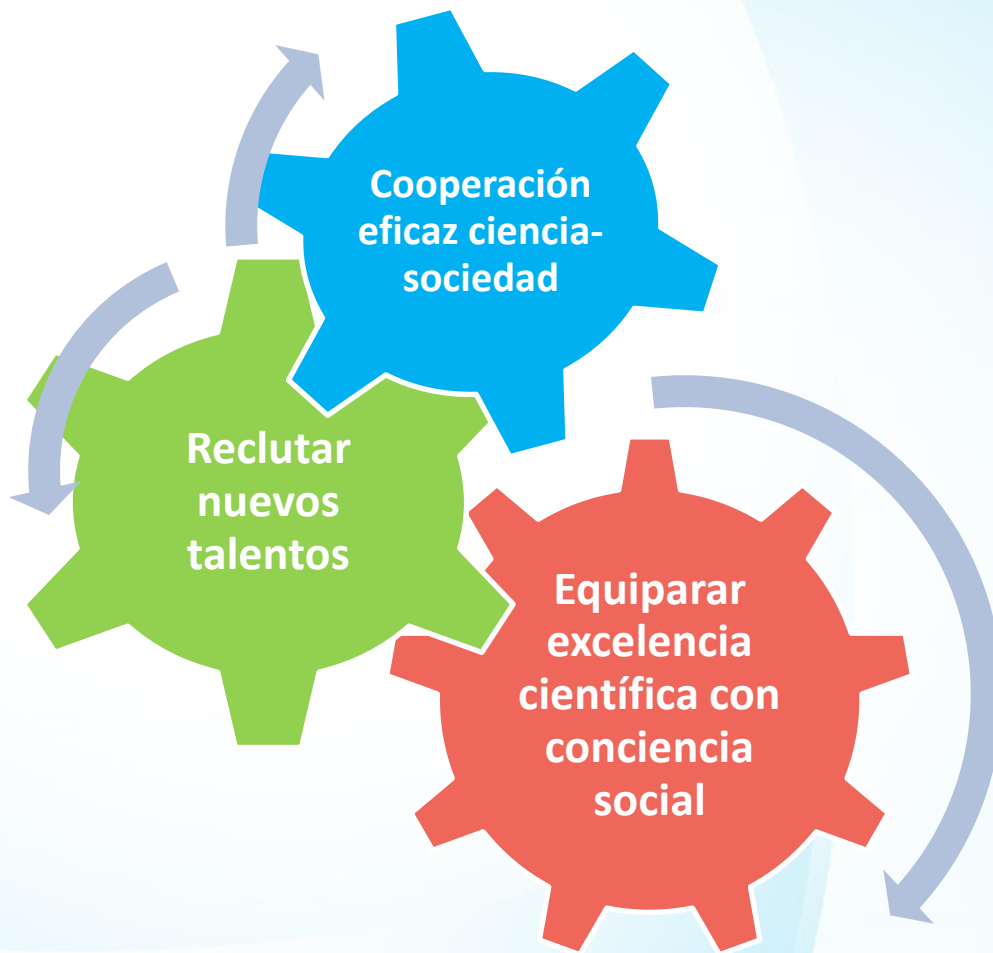 Cooperación
eficaz ciencia-
sociedad
Reclutar
nuevos
talentos
Equiparar
excelencia
científica con
conciencia
social